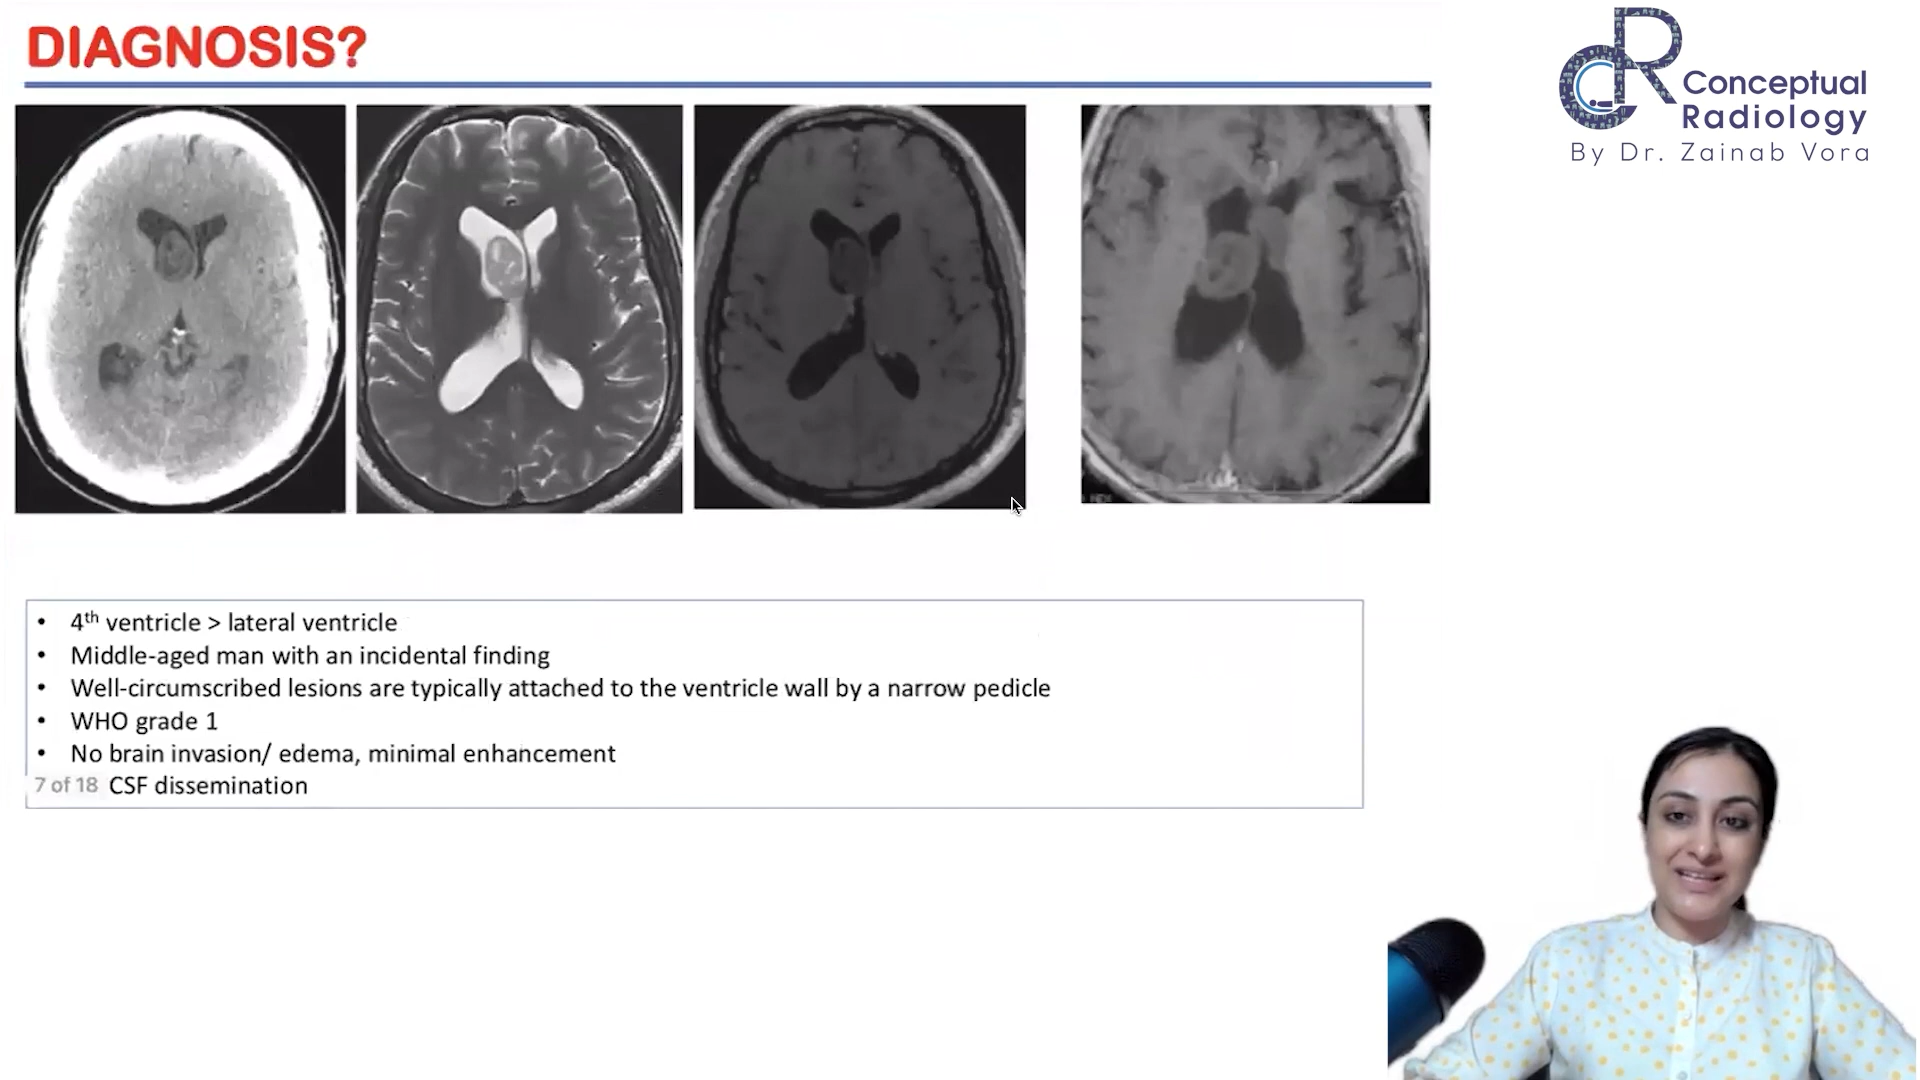 DIAGNOSIS?
Conceptual
Radiology
By Dr. Zainab Vora
• 4th ventricle > lateral ventricle
• Middle-aged man with an incidental finding
• Well-circumscribed lesions are typically attached to the ventricle wall by a narrow pedicle
• WHO grade 1
• No brain invasion/ edema, minimal enhancement
7 of 18 CSF dissemination